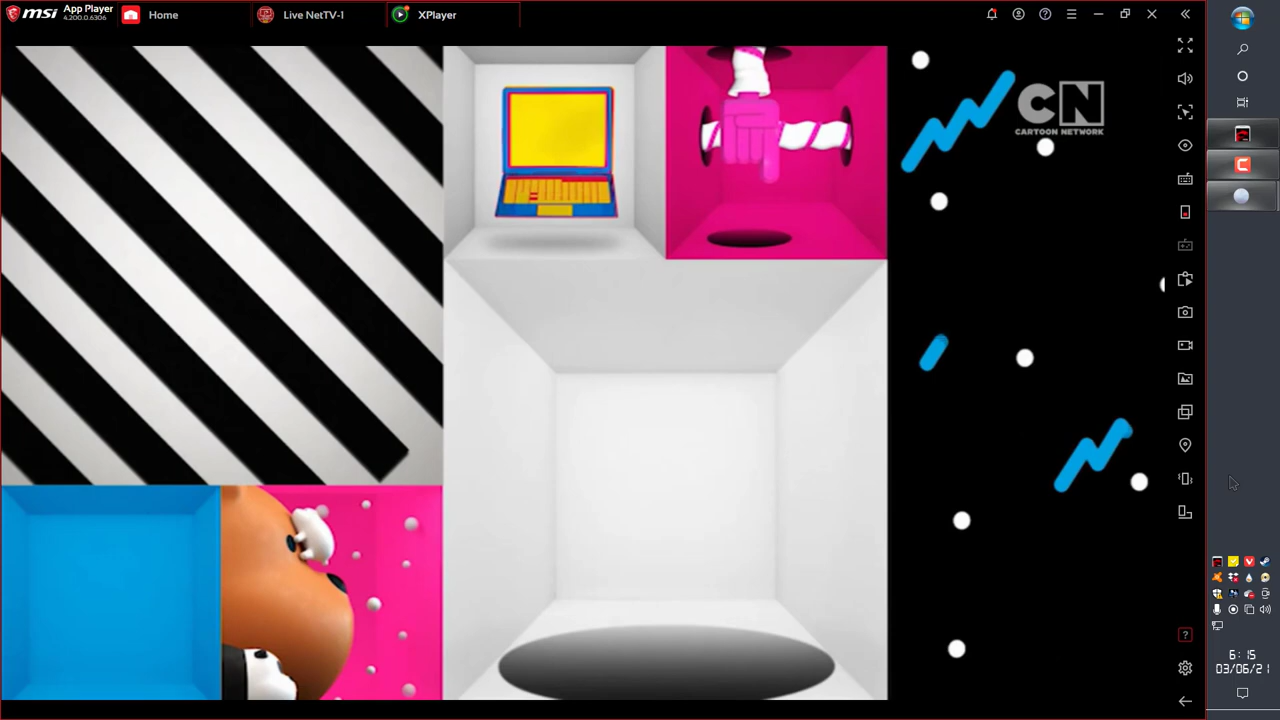 msi App Player
4.200.0.6306
Home
Live NetTV-1
XPlayer
CN
CARTOON NETWORK
6:15
03/06/21